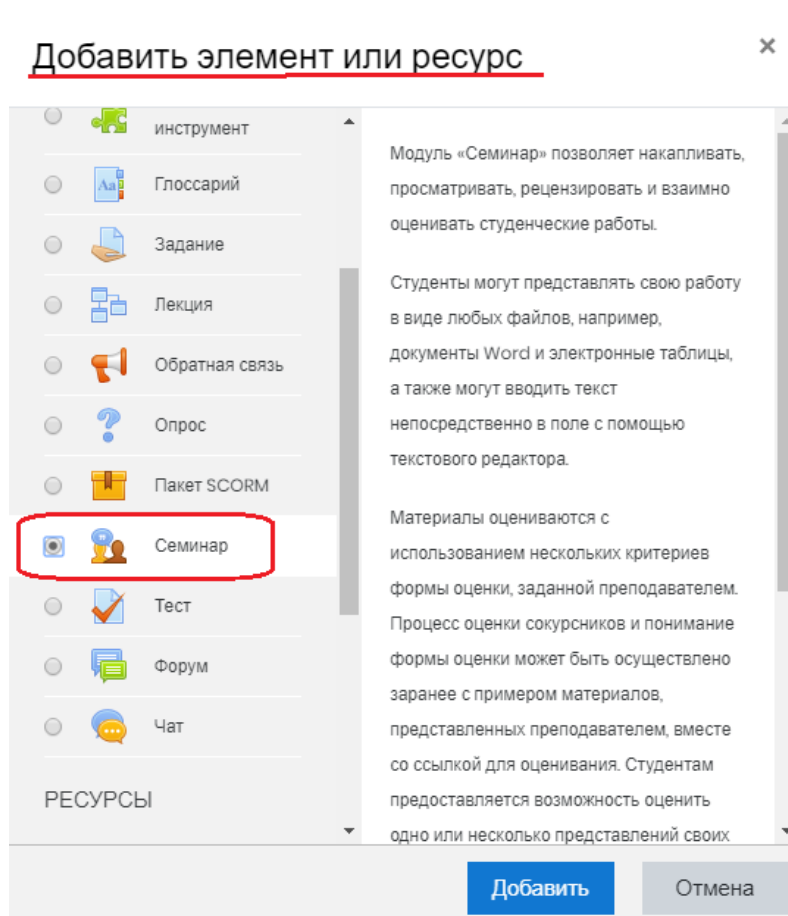 Добавить элемент или ресурс
×
инструмент
Глоссарий
Задание
Лекция
Обратная связь
Опрос
Пакет SCORM
Семинар
Тест
Форум
Чат
РЕСУРСЫ
Модуль «Семинар» позволяет накапливать,
просматривать, рецензировать и взаимно
оценивать студенческие работы.
Студенты могут представлять свою работу
в виде любых файлов, например,
документы Word и электронные таблицы,
а также могут вводить текст
непосредственно в поле с помощью
текстового редактора.
Материалы оцениваются с
использованием нескольких критериев
формы оценки, заданной преподавателем.
Процесс оценки сокурсников и понимание
формы оценки может быть осуществлено
заранее с примером материалов,
представленных преподавателем, вместе
со ссылкой для оценивания. Студентам
предоставляется возможность оценить
одно или несколько представлений своих
Добавить
Отмена